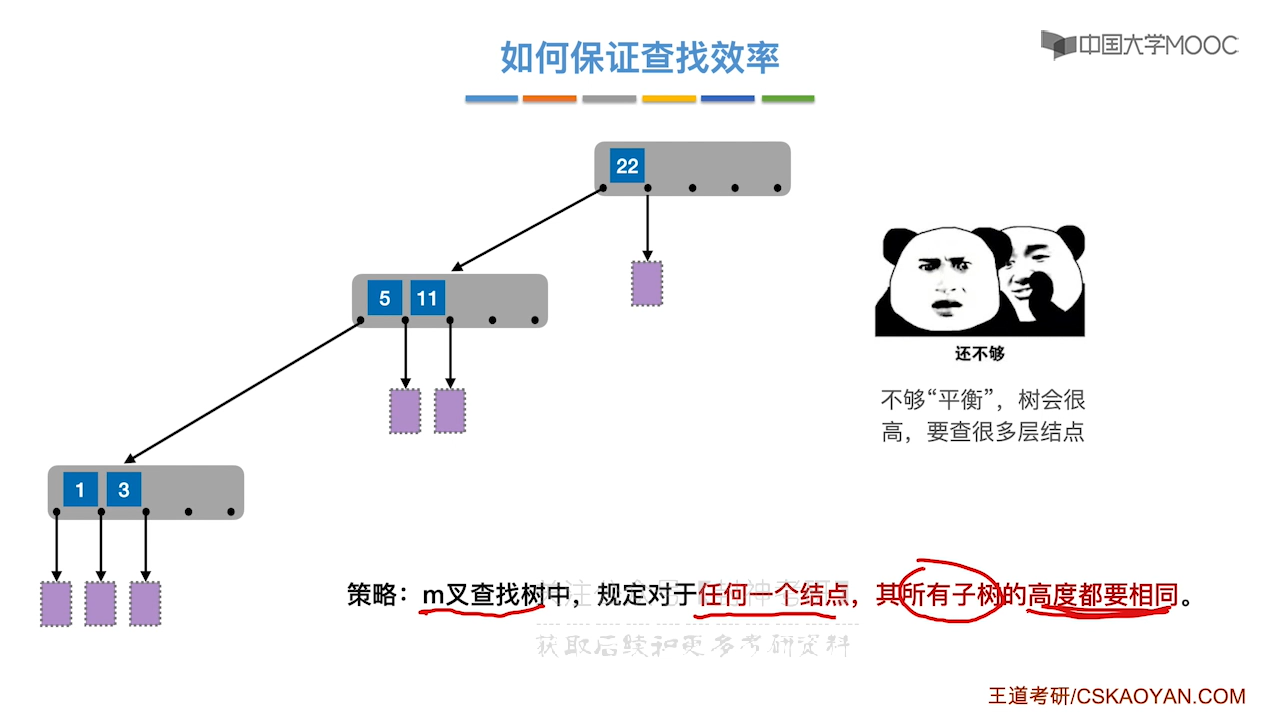 如何保证查找效率
中国大学MOOC
22
5 11
1 3
还不够
不够“平衡”，树会很
高，要查很多层结点
策略：m叉查找树中，规定对于任何一个结点，其所有子树的高度都要相同。
获取后续和更多考研资料
王道考研/CSKAOYAN.COM